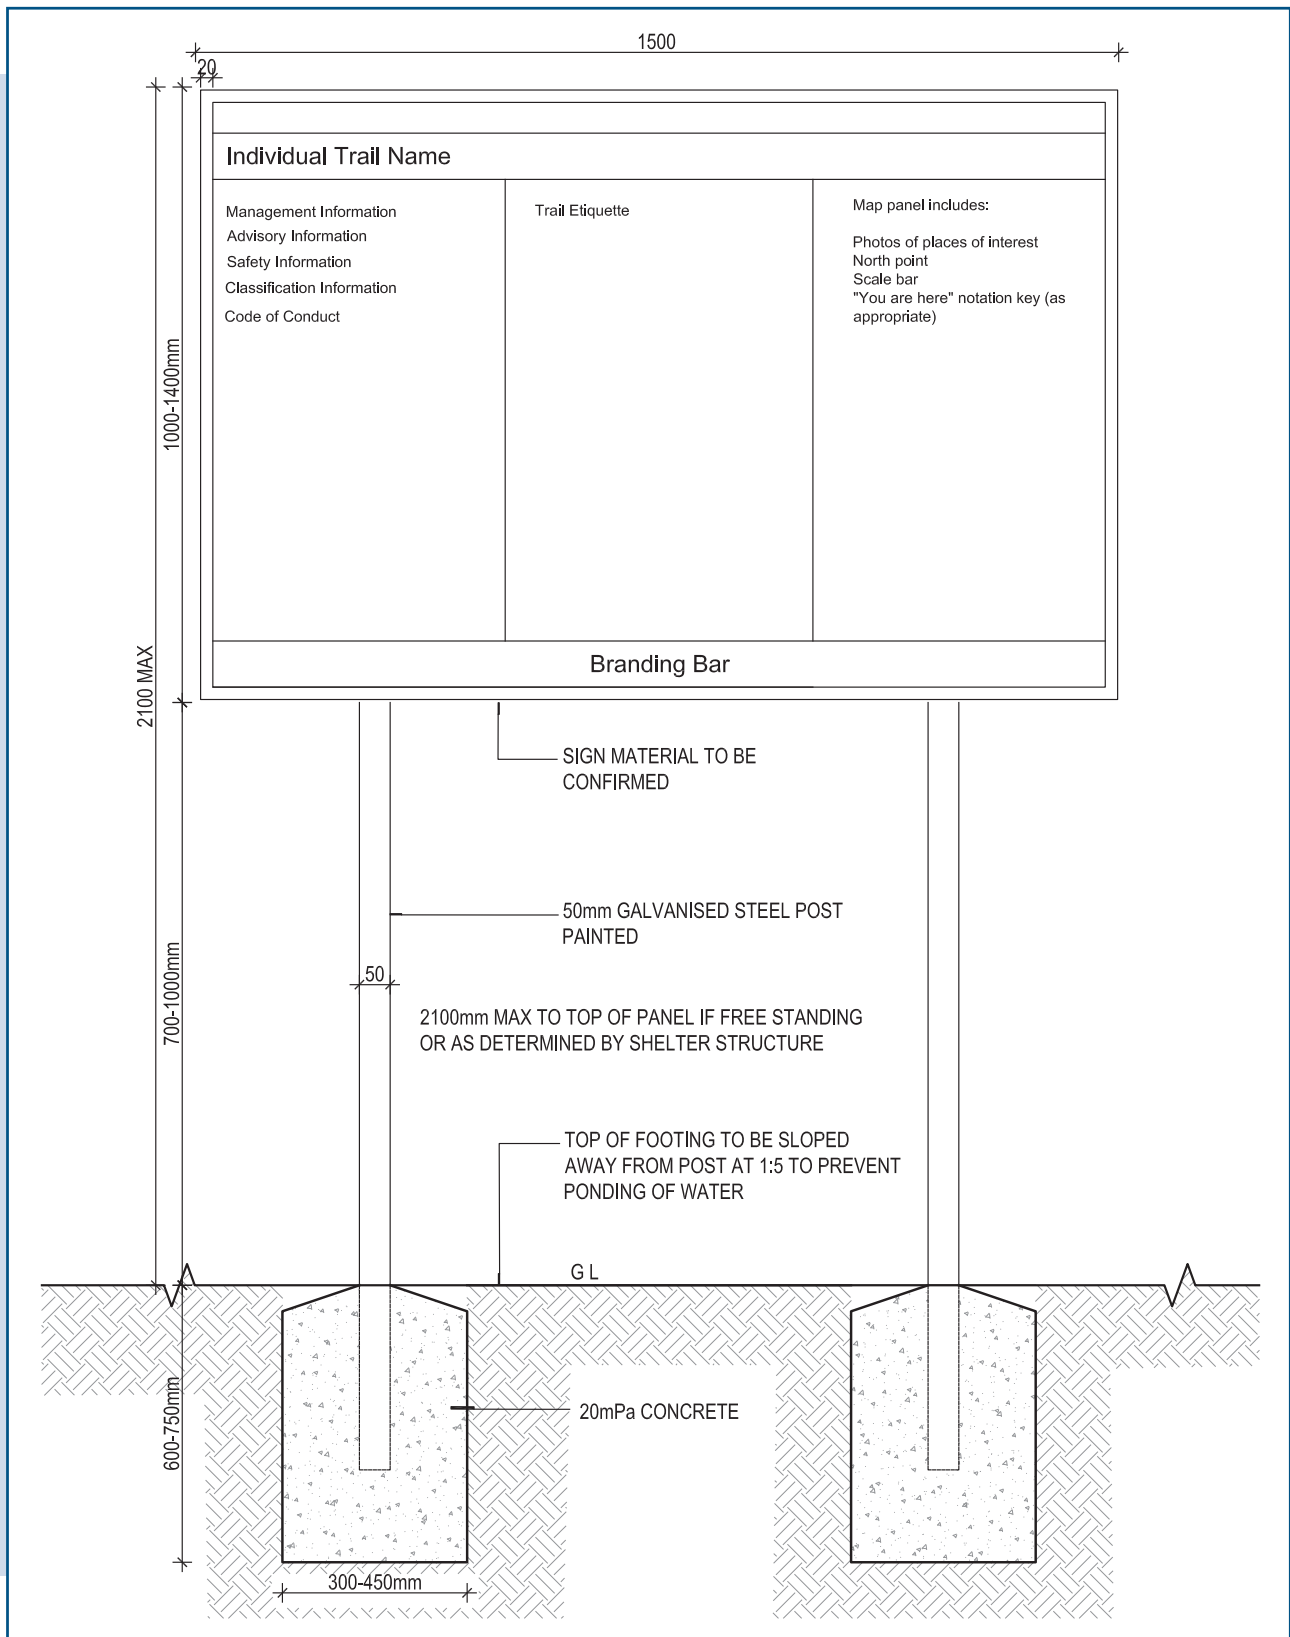 1500
20
Individual Trail Name
Management Information
Advisory Information
Safety Information
Classification Information
Code of Conduct
Trail Etiquette
Map panel includes:
Photos of places of interest
North point
Scale bar
"You are here" notation key (as
appropriate)
1000-1400mm
2100 MAX
Branding Bar
SIGN MATERIAL TO BE
CONFIRMED
50mm GALVANISED STEEL POST
PAINTED
50
700-1000mm
2100mm MAX TO TOP OF PANEL IF FREE STANDING
OR AS DETERMINED BY SHELTER STRUCTURE
TOP OF FOOTING TO BE SLOPED
AWAY FROM POST AT 1:5 TO PREVENT
PONDING OF WATER
G L
600-750mm
20mPa CONCRETE
300-450mm